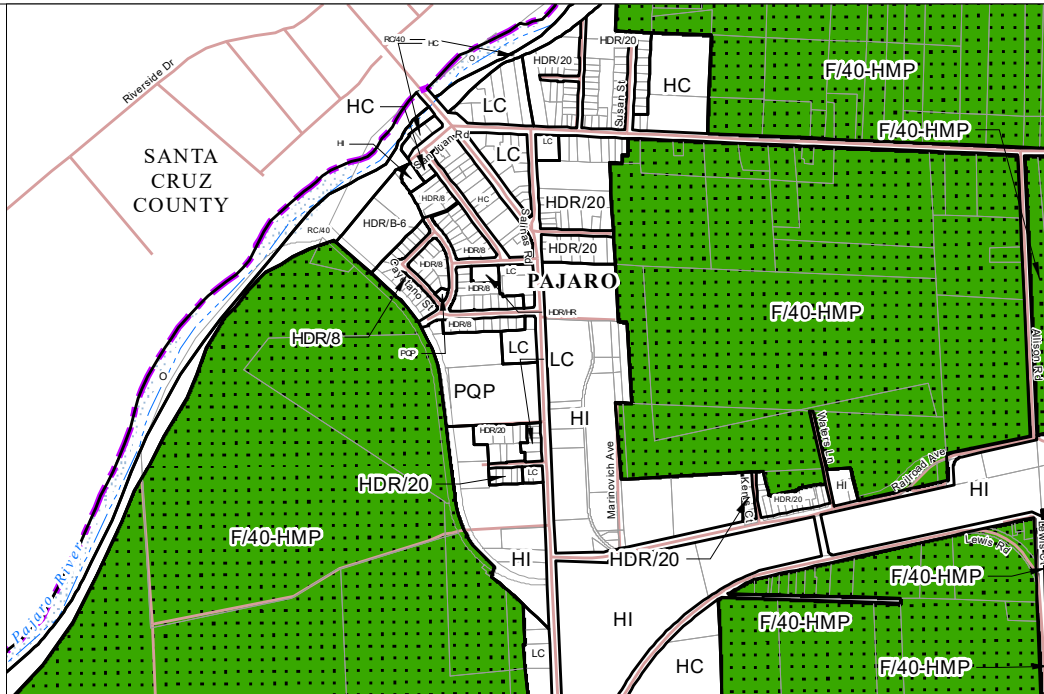 RC/40
HC
HDR/20
HDR/20
F/40-HMP
Riverside Dr
O
HC
LC
Susan St
HC
F/40-HMP
HI
San Juan Rd
LC
LC
SANTA
CRUZ
COUNTY
HDR/8
HC
HDR/20
HDR/B-6
Salinas Rd
RC/40
HDR/8
HDR/8
HDR/20
LC
PAJARO
Cayetano St
HDR/8
HDR/HR
F/40-HMP
HDR/8
HDR/8
PQP
LC
LC
Allison Rd
O
PQP
HI
HDR/20
Waters Ln
Marinovich Ave
Railroad Ave
HDR/20
LC
Kents Ct
HDR/20
HI
HI
F/40-HMP
HI
HDR/20
Lewis Rd
Lewis Ct
F/40-HMP
Pajaro River
HI
F/40-HMP
LC
HC
F/40-HMP